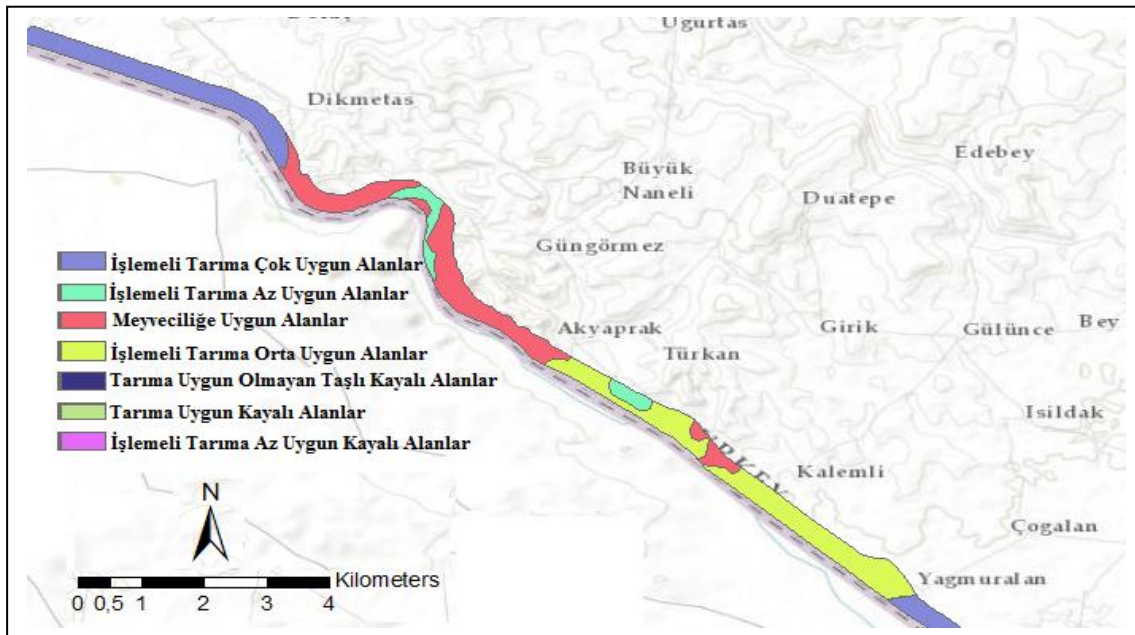 Ugurtas
Dikmetas
Edebey
Büyük
Naneli
Duatepe
Güngörmez
İşlemeli Tarıma Çok Uygun Alanlar
İşlemeli Tarıma Az Uygun Alanlar
Meyveciliğe Uygun Alanlar
İşlemeli Tarıma Orta Uygun Alanlar
Tarıma Uygun Olmayan Taşlı Kayalı Alanlar
Tarıma Uygun Kayalı Alanlar
İşlemeli Tarıma Az Uygun Kayalı Alanlar
Akyaprak
Girik
Gülünce
Bey
Türkan
Isildak
Kalemli
Çogalan
Yagmuralan
N
Kilometers
0 0,5 1 2 3 4